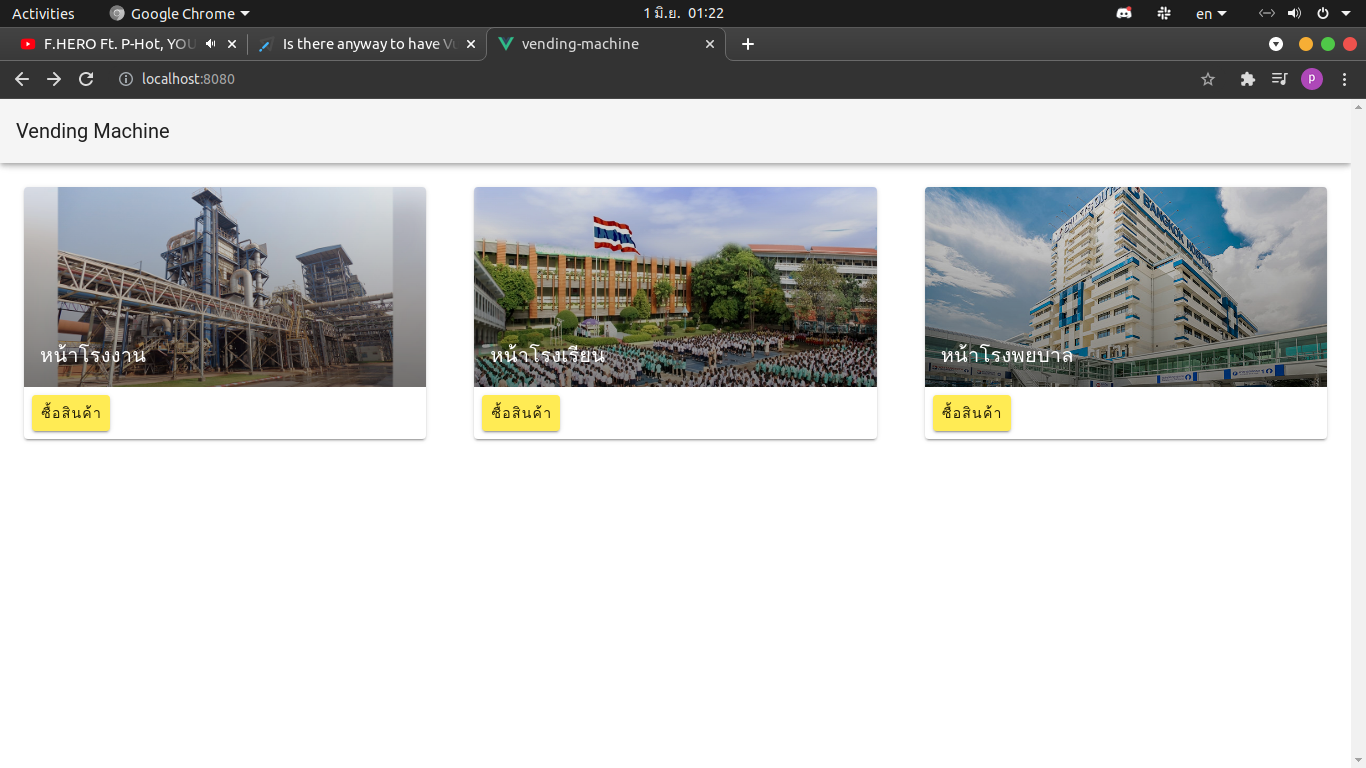 Activities
Google Chrome
1 มิ.ย. 01:22
en
F.HERO Ft. P-Hot, YOU
Is there anyway to have Vu
vending-machine
localhost:8080
p
Vending Machine
หน้าโรงงาน
หน้าโรงเรียน
หน้าโรงพยาบาล
ซื้อสินค้า
ซื้อสินค้า
ซื้อสินค้า